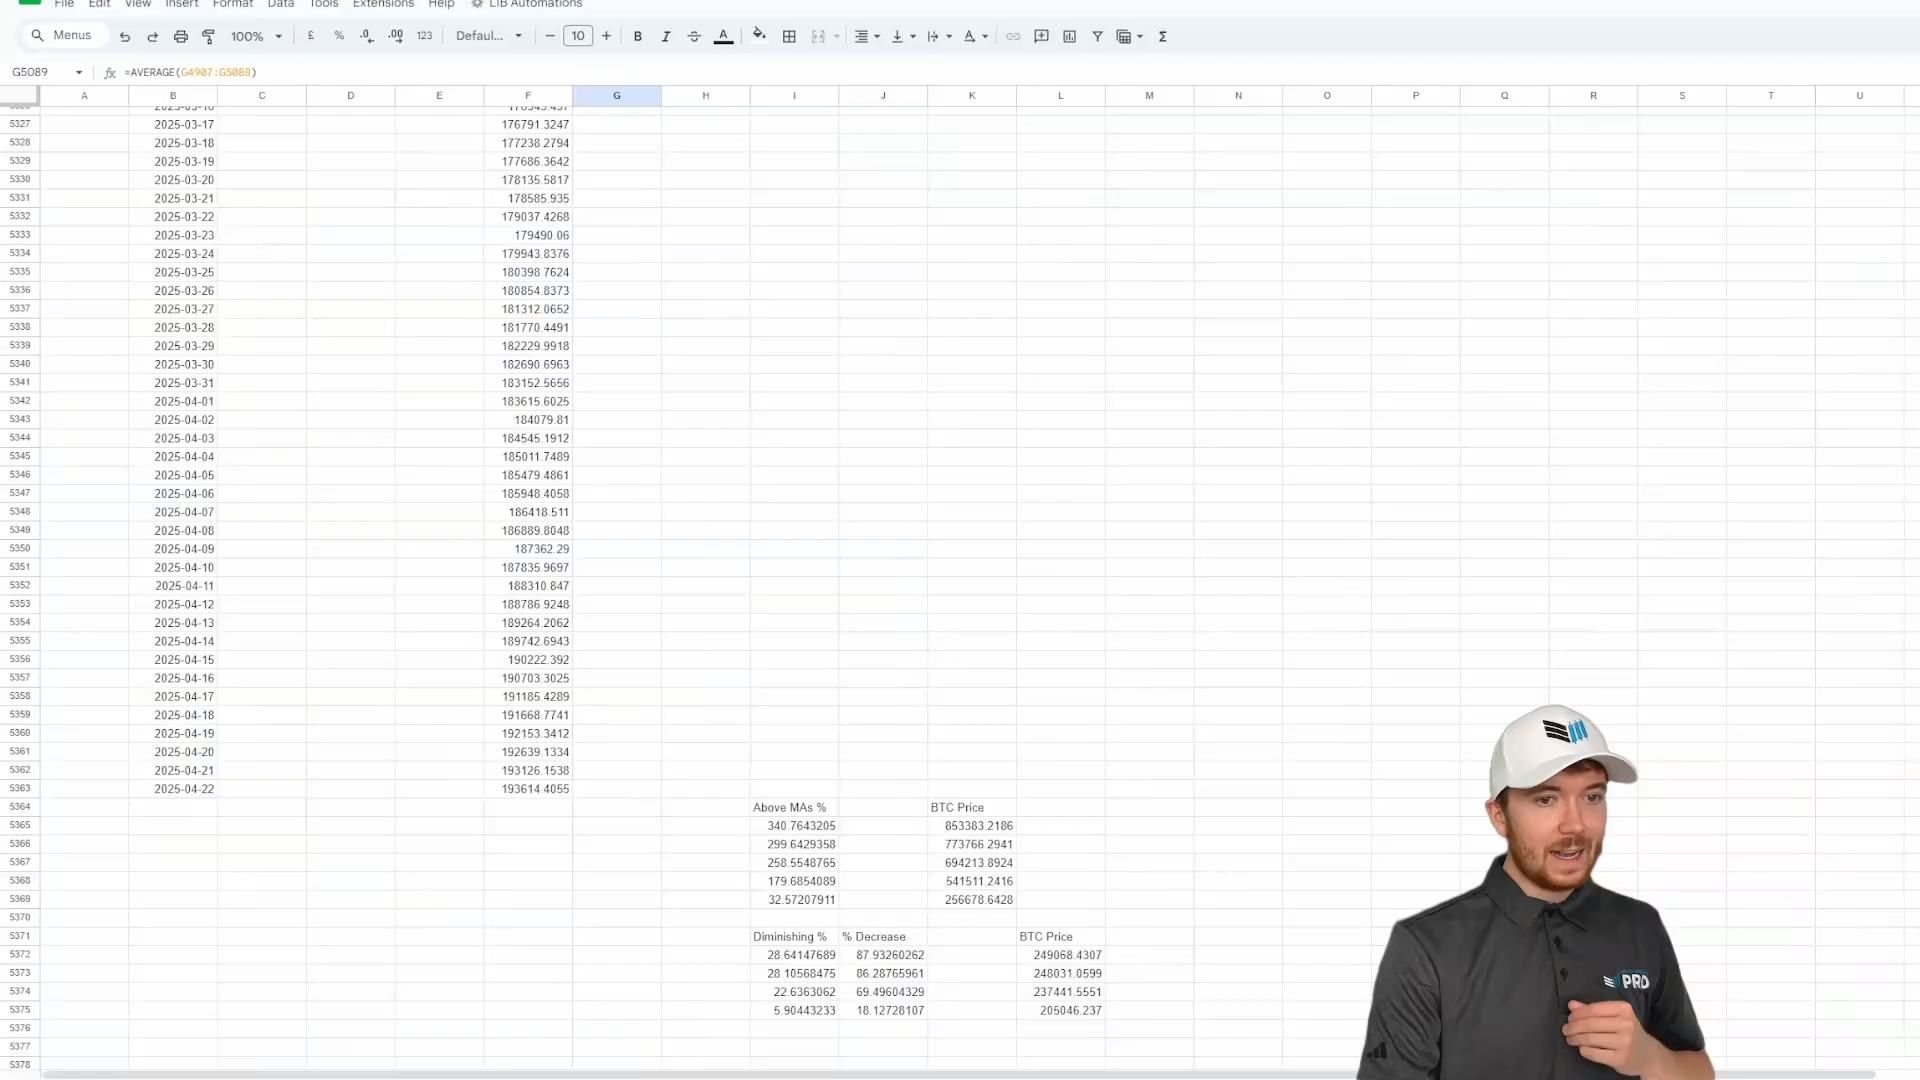 File Edit View Insert Format Data Tools Extensions Help LIB Automations
Menus 100% £ % .0 .00 123 Defaul... 10 B I A Σ
G5089 fx =AVERAGE(G4907:G5088)
A B C D E F G H I J K L M N O P Q R S T U
5327 2025-03-17 176791.3247
5328 2025-03-18 177238.2794
5329 2025-03-19 177686.3642
5330 2025-03-20 178135.5817
5331 2025-03-21 178585.935
5332 2025-03-22 179037.4268
5333 2025-03-23 179490.06
5334 2025-03-24 179943.8376
5335 2025-03-25 180398.7624
5336 2025-03-26 180854.8373
5337 2025-03-27 181312.0652
5338 2025-03-28 181770.4491
5339 2025-03-29 182229.9918
5340 2025-03-30 182690.6963
5341 2025-03-31 183152.5656
5342 2025-04-01 183615.6025
5343 2025-04-02 184079.81
5344 2025-04-03 184545.1912
5345 2025-04-04 185011.7489
5346 2025-04-05 185479.4861
5347 2025-04-06 185948.4058
5348 2025-04-07 186418.511
5349 2025-04-08 186889.8048
5350 2025-04-09 187362.29
5351 2025-04-10 187835.9697
5352 2025-04-11 188310.847
5353 2025-04-12 188786.9248
5354 2025-04-13 189264.2062
5355 2025-04-14 189742.6943
5356 2025-04-15 190222.392
5357 2025-04-16 190703.3025
5358 2025-04-17 191185.4289
5359 2025-04-18 191668.7741
5360 2025-04-19 192153.3412
5361 2025-04-20 192639.1334
5362 2025-04-21 193126.1538
5363 2025-04-22 193614.4055
5364 Above MAs % BTC Price
5365 340.7643205 853383.2186
5366 299.6429358 773766.2941
5367 258.5548765 694213.8924
5368 179.6854089 541511.2416
5369 32.57207911 256678.6428
5370
5371 Diminishing % % Decrease BTC Price
5372 28.64147689 87.93260262 249068.4307
5373 28.10568475 86.28765961 248031.0599
5374 22.6363062 69.49604329 237441.5551
5375 5.90443233 18.12728107 205046.237
5376
5377
5378
PRO